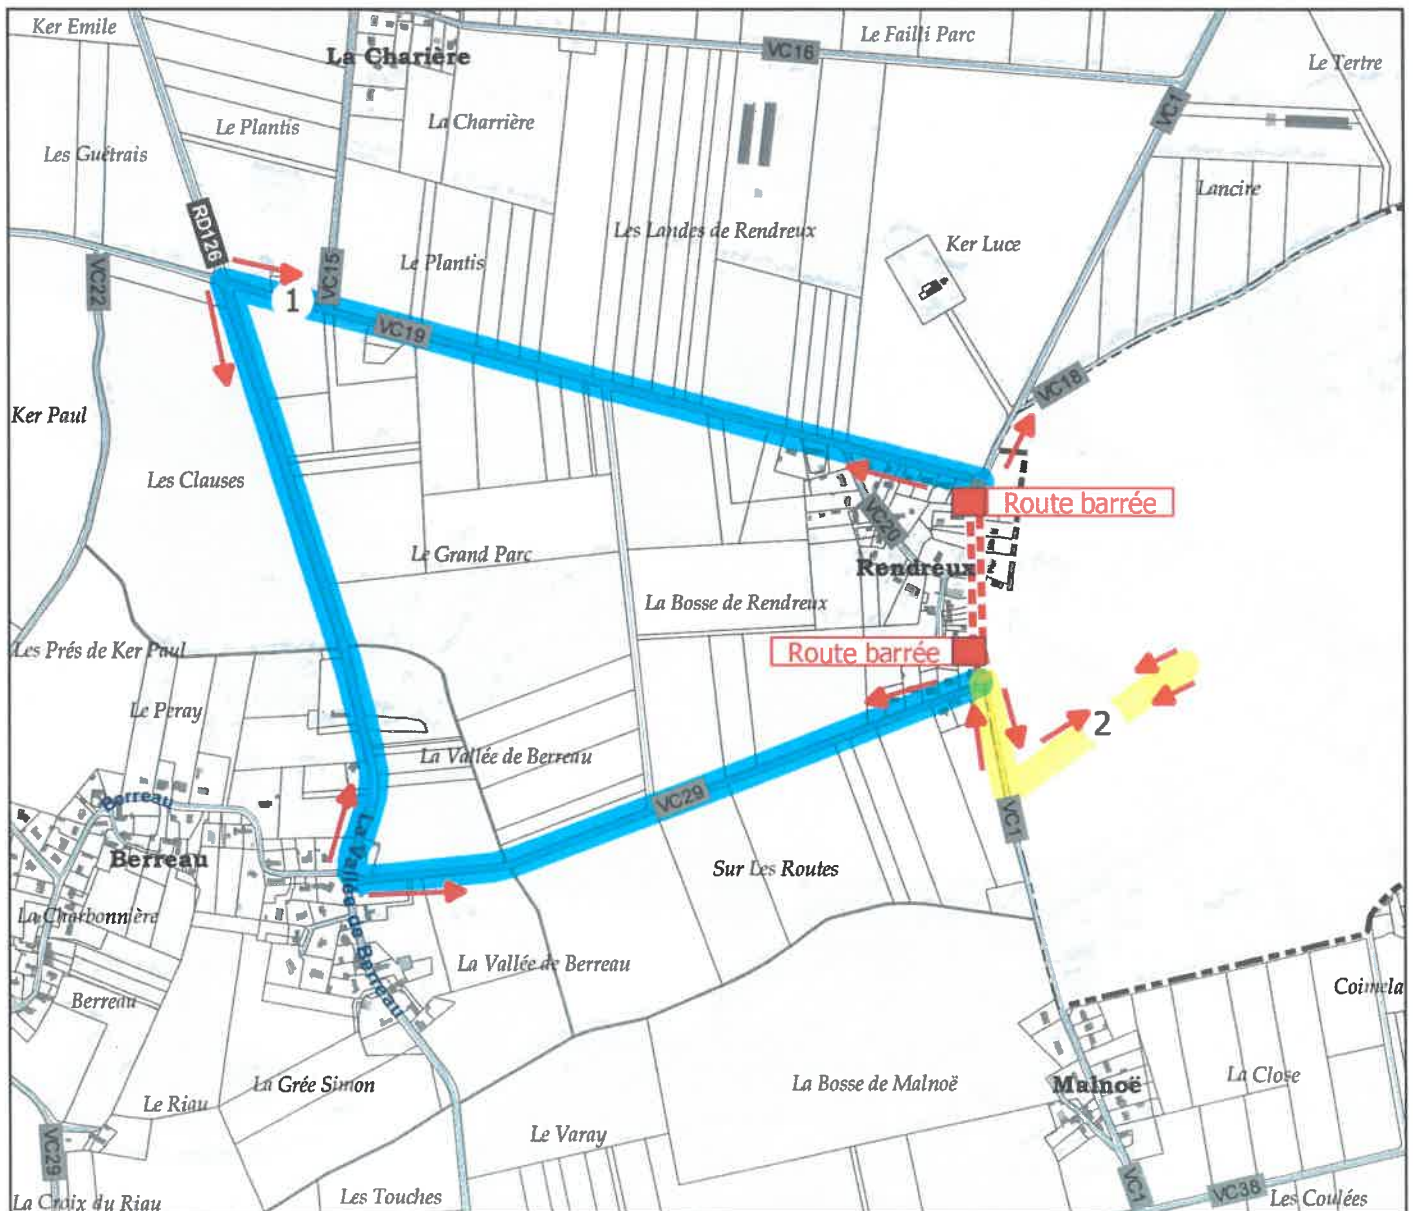 Ker Emile
La Charière
VC16
Le Failli Parc
Le Tertre
VC1
Le Plantis
La Charrière
Les Guétrais
Lancire
RD126
Les Landes de Rendreux
Ker Luce
VC22
VC15
Le Plantis
1
VC19
VC18
Ker Paul
Les Clauses
Route barrée
VC20
Le Grand Parc
Rendreux
La Bosse de Rendreux
Les Prés de Ker Paul
Route barrée
Le Peray
2
La Vallée de Berreau
Berreau
VC29
VC1
La Vallée de Berreau
Berreau
Sur Les Routes
La Charbonnière
La Vallée de Berreau
Berreau
Coimela
La Grée Simon
La Bosse de Malnoë
Malnoë
La Close
Le Riau
Le Varay
VC29
VC1
VC38
La Croix du Riau
Les Touches
Les Coulées